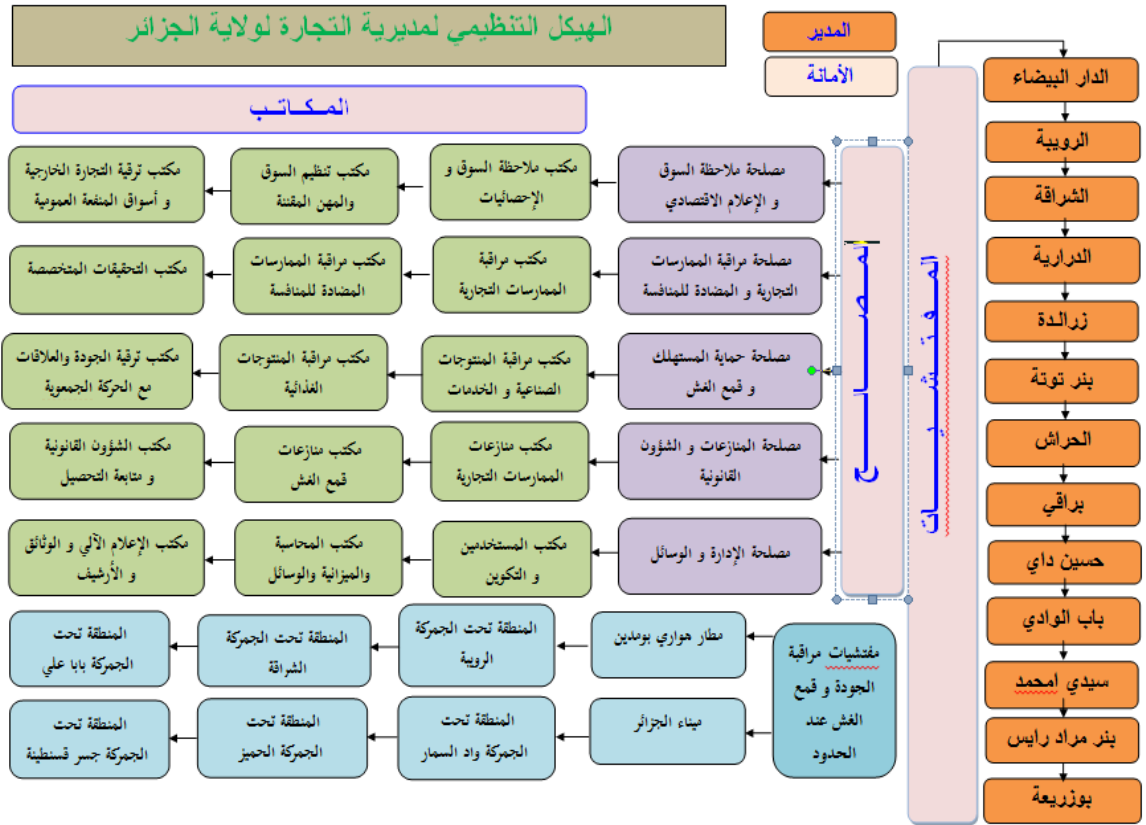 الهيكل التنظيمي لمديرية التجارة لولاية الجزائر
المدير
الأمانة
المـكـاتـب
المصـالـح
المـفـتـشـيـات
مصلحة ملاحظة السوق
و الإعلام الاقتصادي
مكتب ملاحظة السوق و
الإحصائيات
مكتب تنظيم السوق
والمهن المقننة
مكتب ترقية التجارة الخارجية
و أسواق المنفعة العمومية
مصلحة مراقبة الممارسات
التجارية و المضادة للمنافسة
مكتب مراقبة
الممارسات التجارية
مكتب مراقبة الممارسات
المضادة للمنافسة
مكتب التحقيقات المتخصصة
مصلحة حماية المستهلك
و قمع الغش
مكتب مراقبة المنتوجات
الصناعية و الخدمات
مكتب مراقبة المنتوجات
الغذائية
مكتب ترقية الجودة والعلاقات
مع الحركة الجمعوية
مصلحة المنازعات و الشؤون
القانونية
مكتب منازعات
الممارسات التجارية
مكتب منازعات
قمع الغش
مكتب الشؤون القانونية
و متابعة التحصيل
مصلحة الإدارة و الوسائل
مكتب المستخدمين
و التكوين
مكتب المحاسبة
والميزانية والوسائل
مكتب الإعلام الآلي و الوثائق
و الأرشيف
مفتشيات مراقبة
الجودة و قمع
الغش عند
الحدود
مطار هواري بومدين
المنطقة تحت الجمركة
الرويبة
المنطقة تحت الجمركة
الشراقة
المنطقة تحت
الجمركة بابا علي
ميناء الجزائر
المنطقة تحت
الجمركة واد السمار
المنطقة تحت
الجمركة الحميز
المنطقة تحت
الجمركة جسر قسنطينة
الدار البيضاء
الرويبة
الشراقة
الدرارية
زرالدة
بنر توتة
الحراش
براقي
حسين داي
باب الوادي
سيدي امحمد
بنر مراد رايس
بوزريعة